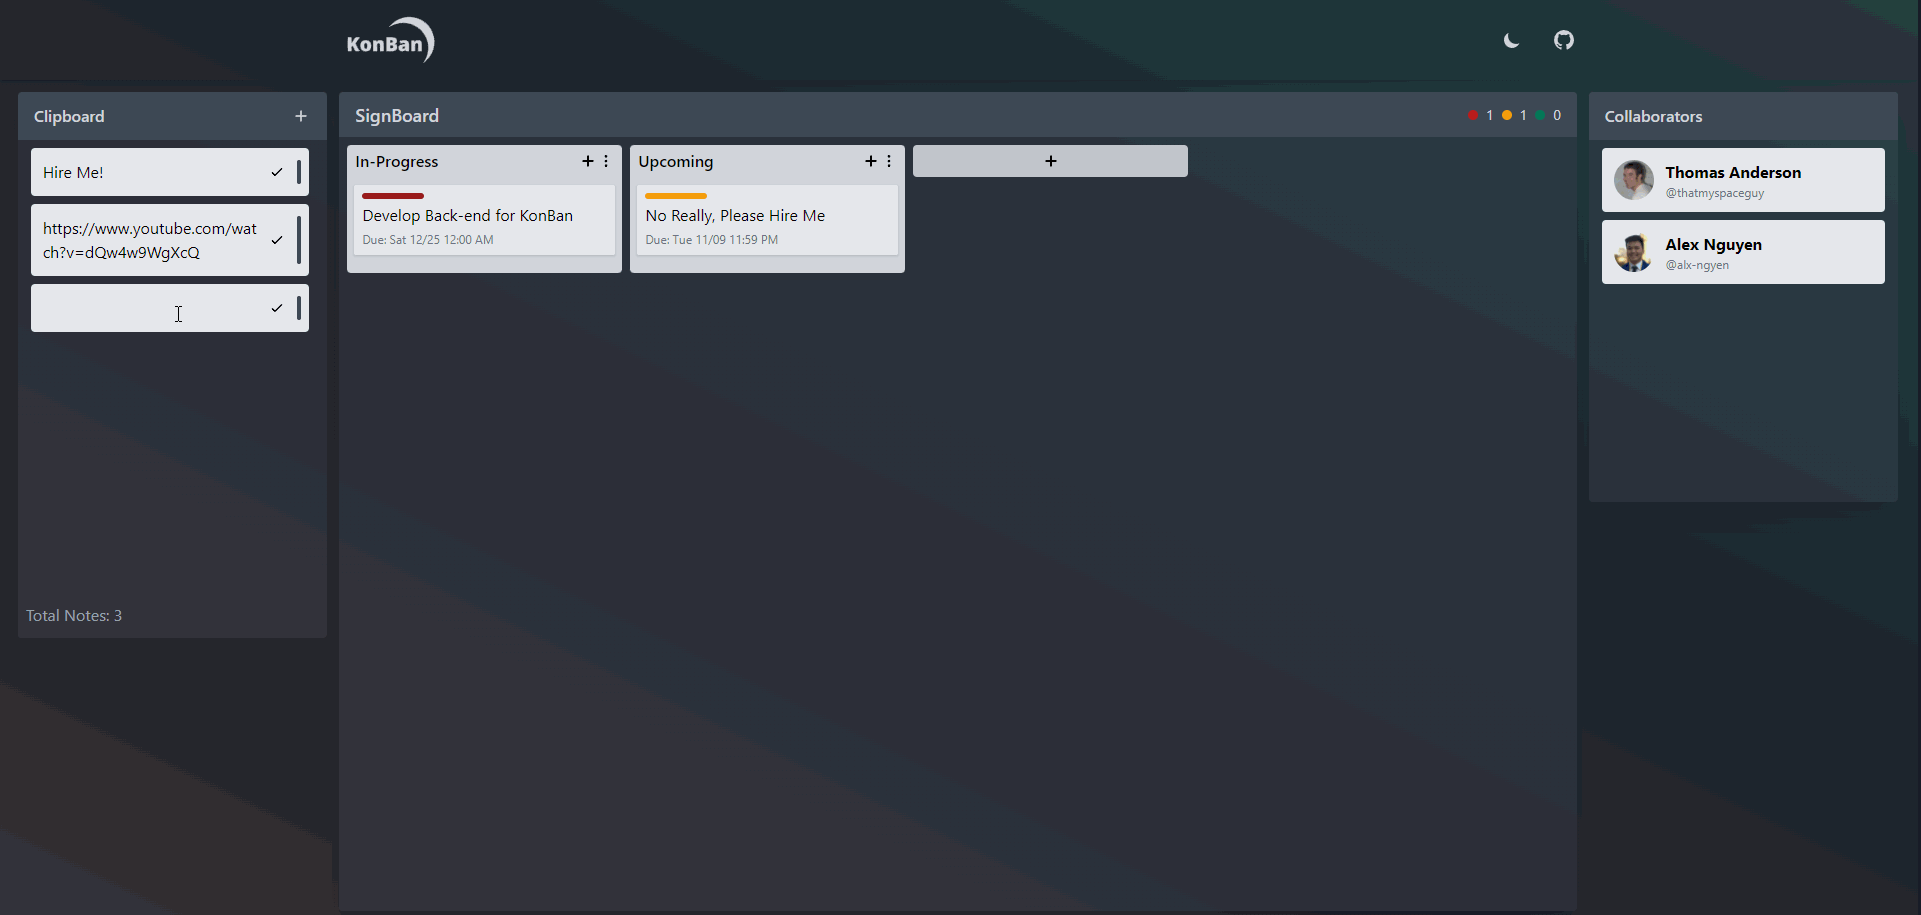 KonBan
Clipboard
Hire Me!
https://www.youtube.com/wat
ch?v=dQw4w9WgXcQ
Total Notes: 3
SignBoard
1 1 0
In-Progress
Develop Back-end for KonBan
Due: Sat 12/25 12:00 AM
Upcoming
No Really, Please Hire Me
Due: Tue 11/09 11:59 PM
Collaborators
Thomas Anderson
@thatmyspaceguy
Alex Nguyen
@alx-ngyen